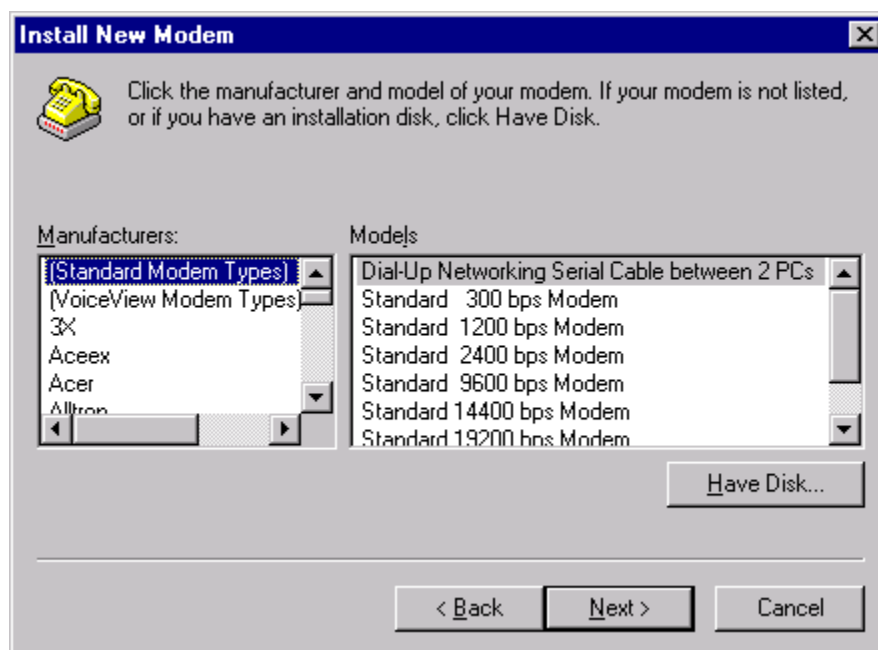 Install New Modem
Click the manufacturer and model of your modem. If your modem is not listed,
or if you have an installation disk, click Have Disk.
Manufacturers:
Models
(Standard Modem Types)
(VoiceView Modem Types)
3X
Aceex
Acer
Alltron
Dial-Up Networking Serial Cable between 2 PCs
Standard   300 bps Modem
Standard  1200 bps Modem
Standard  2400 bps Modem
Standard  9600 bps Modem
Standard 14400 bps Modem
Standard 19200 bps Modem
Have Disk...
< Back
Next >
Cancel